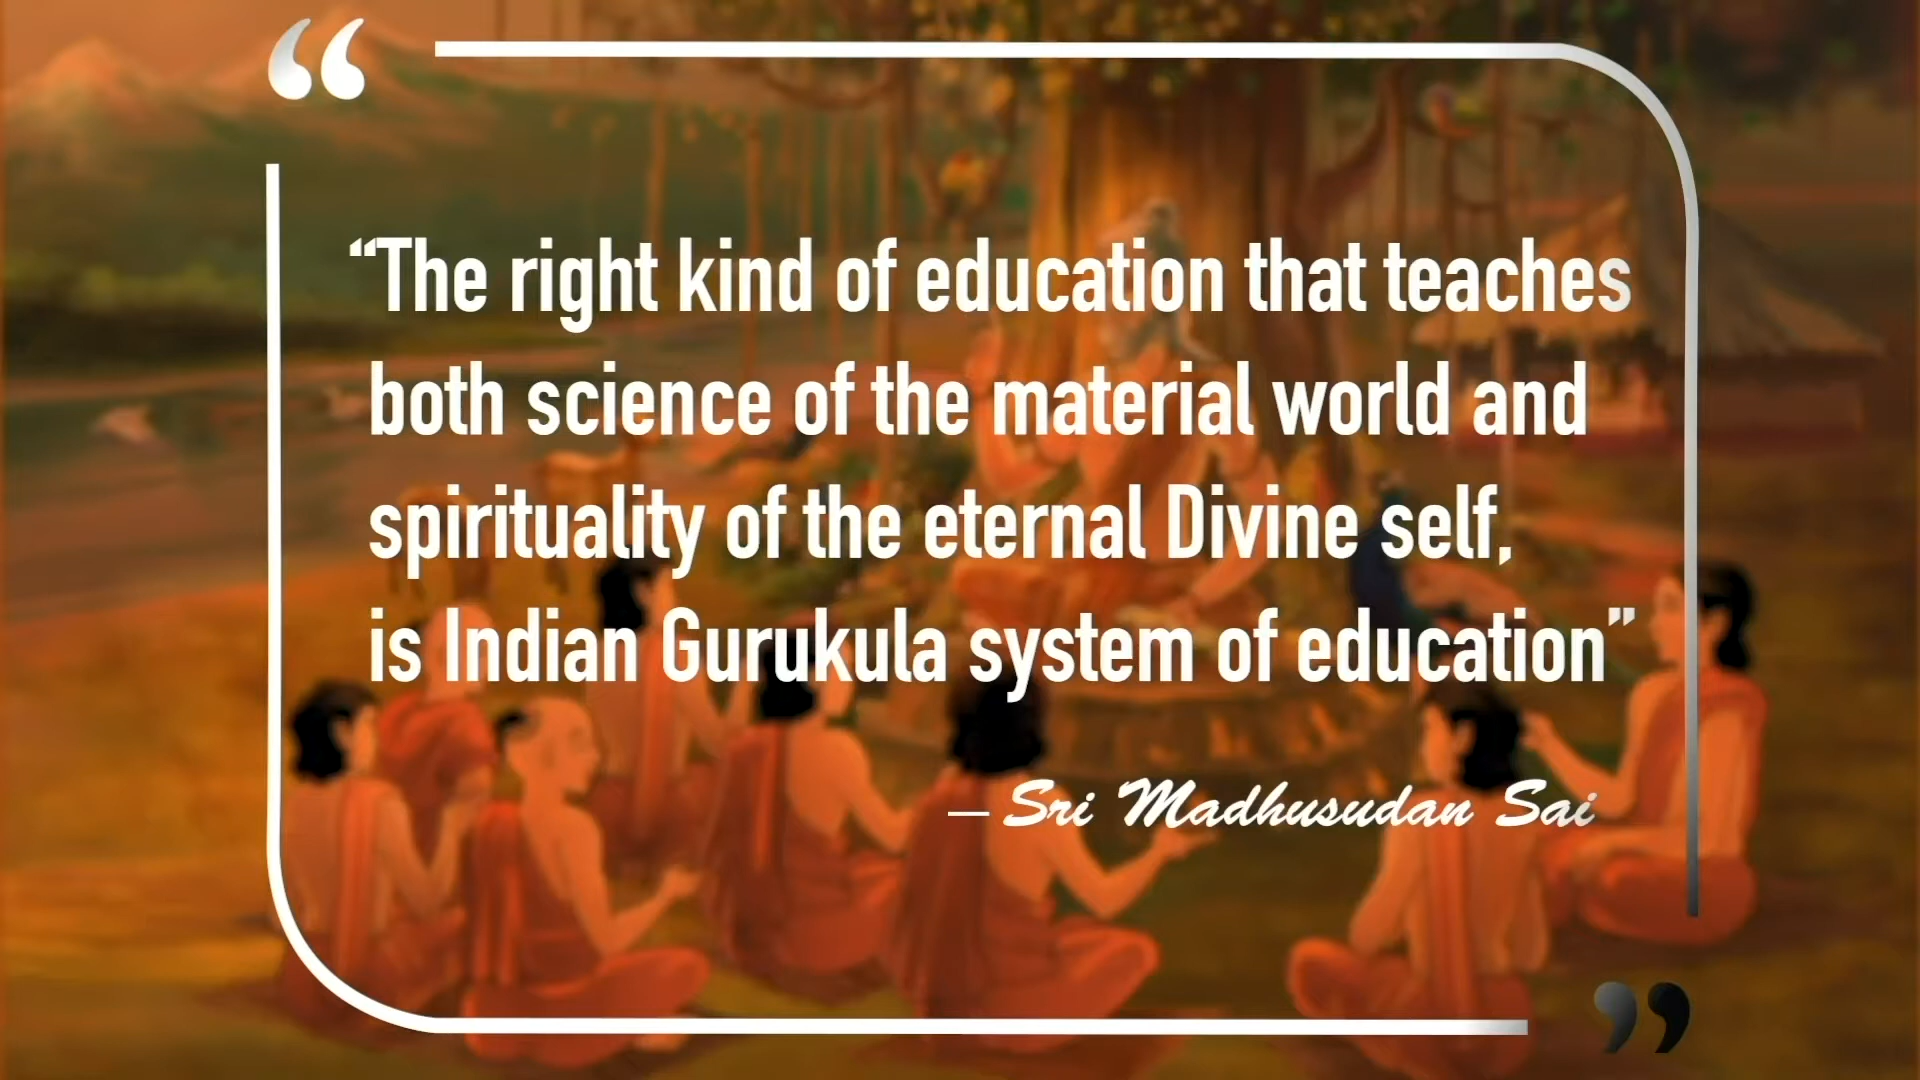 “The right kind of education that teaches
both science of the material world and
spirituality of the eternal Divine self,
is Indian Gurukula system of education”
— Sri Madhusudan Sai